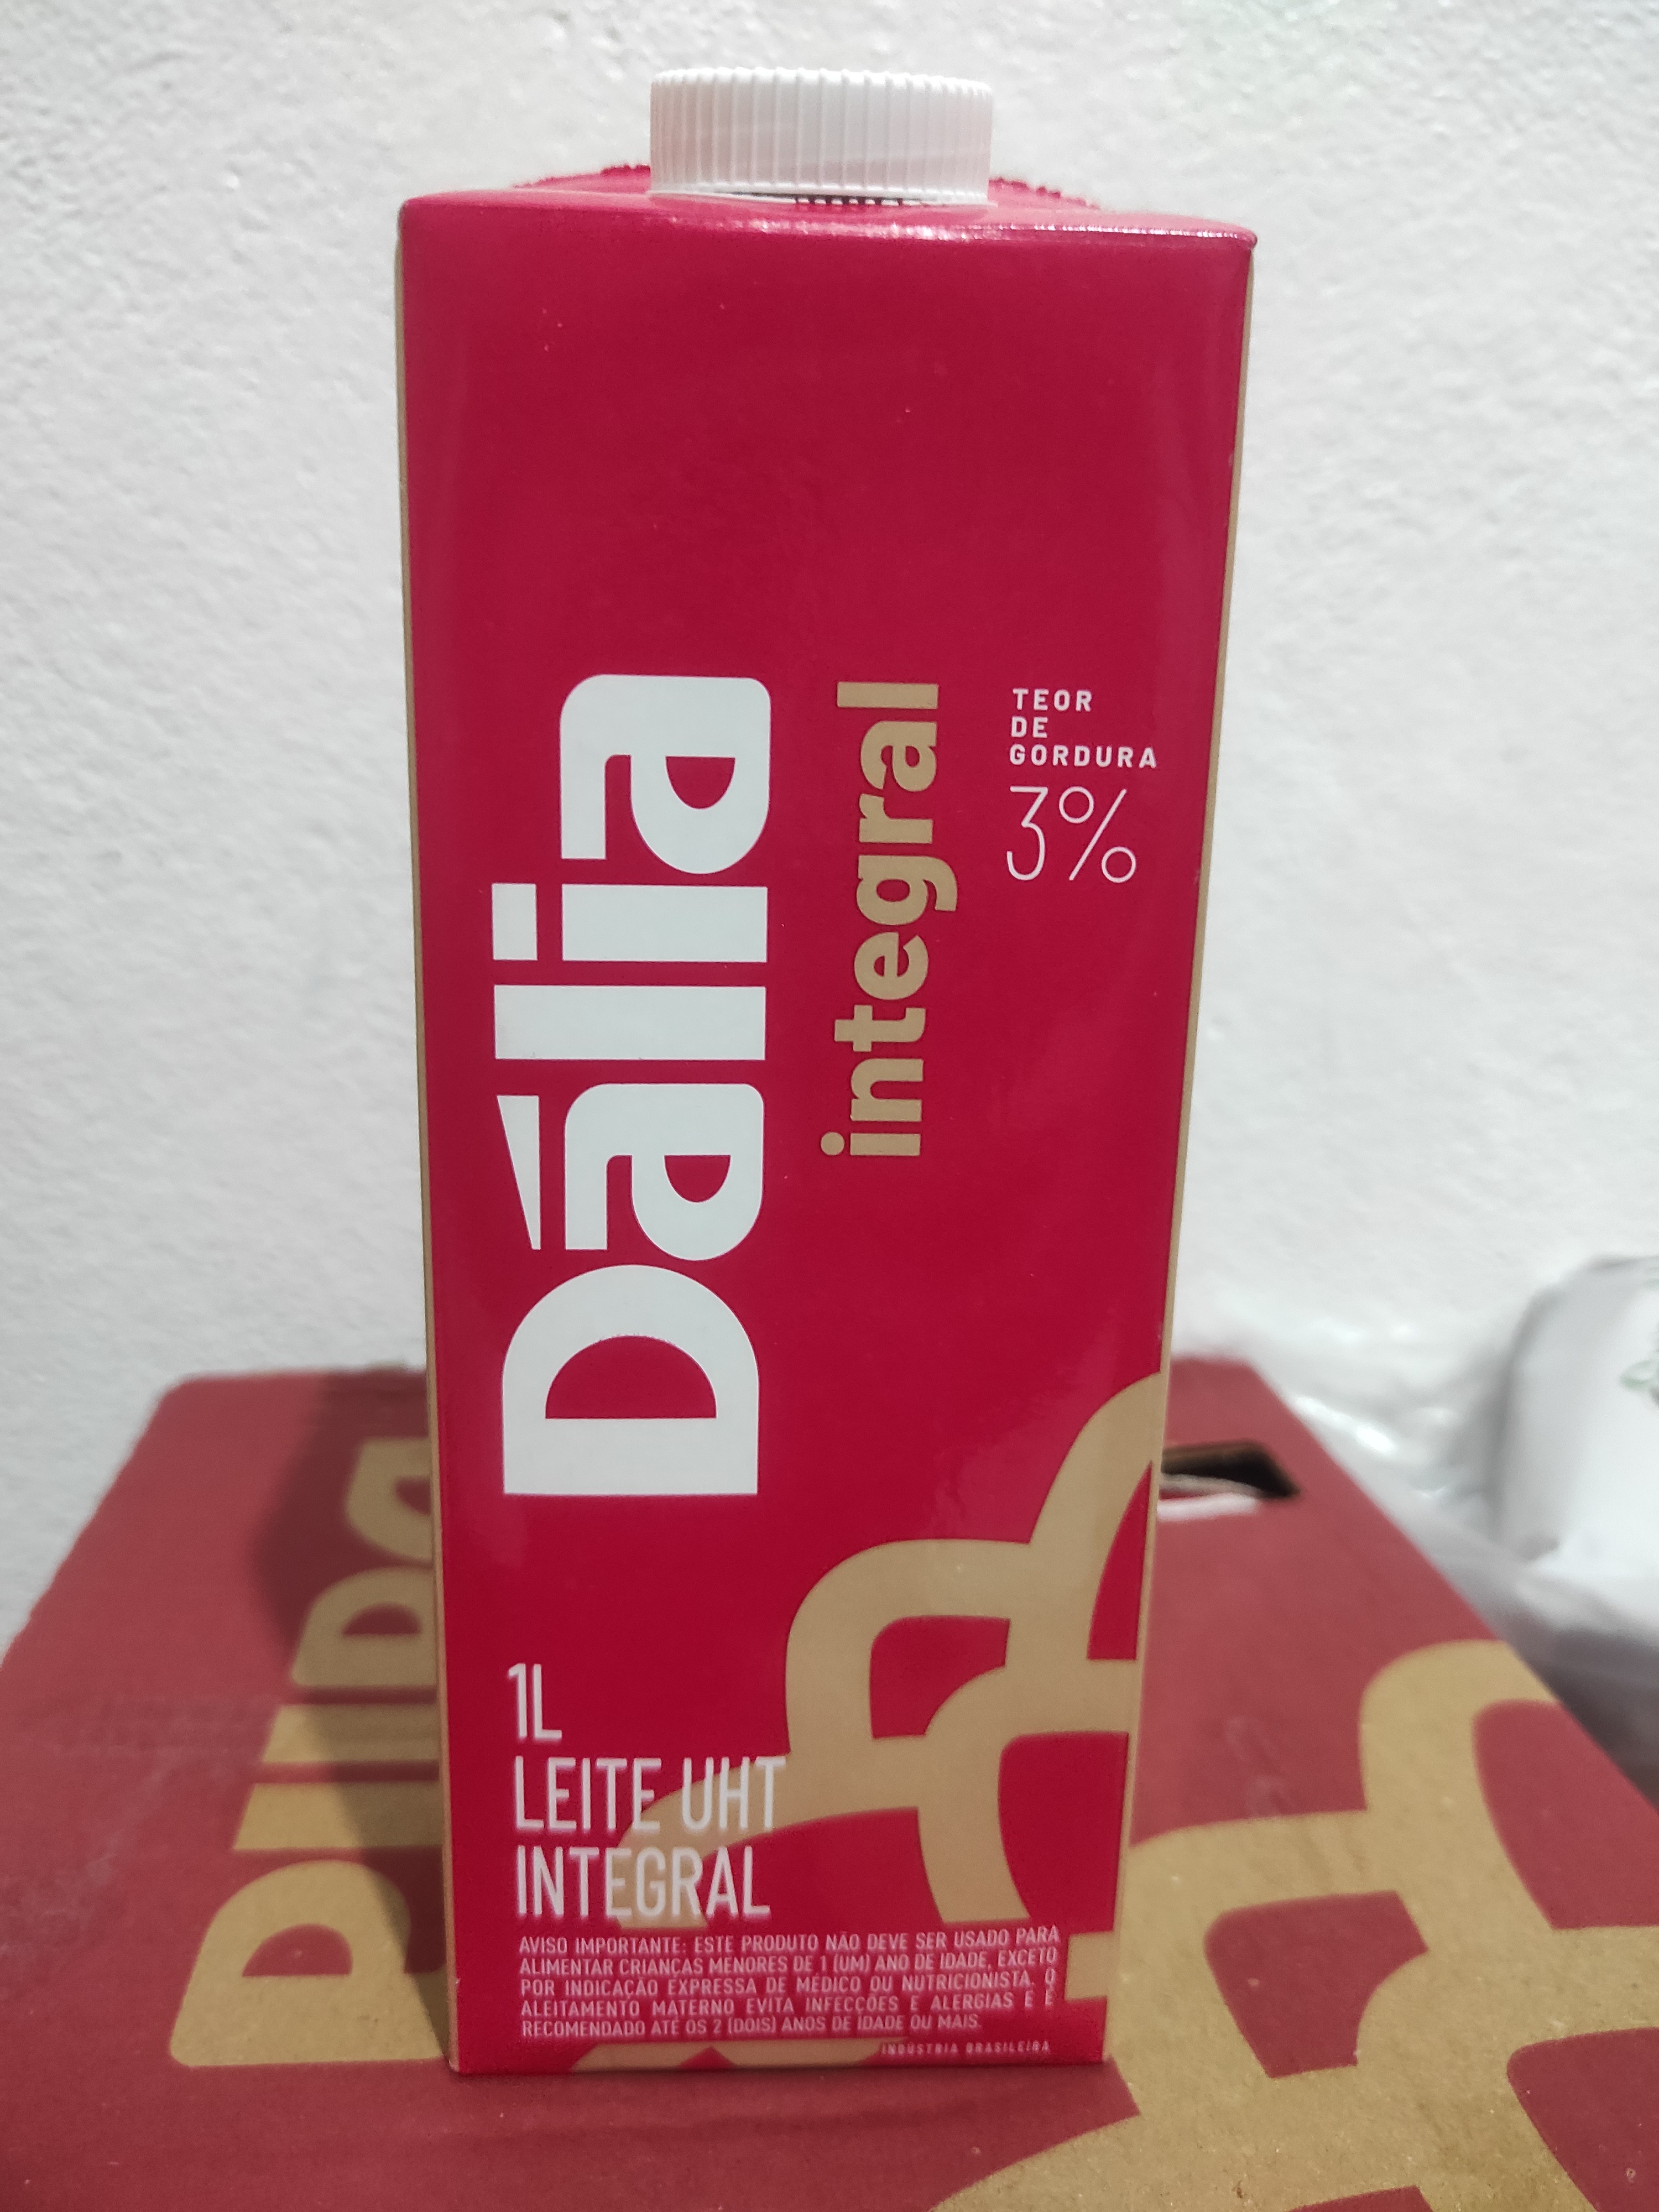 Dália
integral
TEOR
DE
GORDURA
3%
1L
LEITE UHT
INTEGRAL
AVISO IMPORTANTE: ESTE PRODUTO NÃO DEVE SER USADO PARA
ALIMENTAR CRIANÇAS MENORES DE 1 (UM) ANO DE IDADE, EXCETO
POR INDICAÇÃO EXPRESSA DE MÉDICO OU NUTRICIONISTA. O
ALEITAMENTO MATERNO EVITA INFECÇÕES E ALERGIAS E É
RECOMENDADO ATÉ OS 2 (DOIS) ANOS DE IDADE OU MAIS.
INDÚSTRIA BRASILEIRA